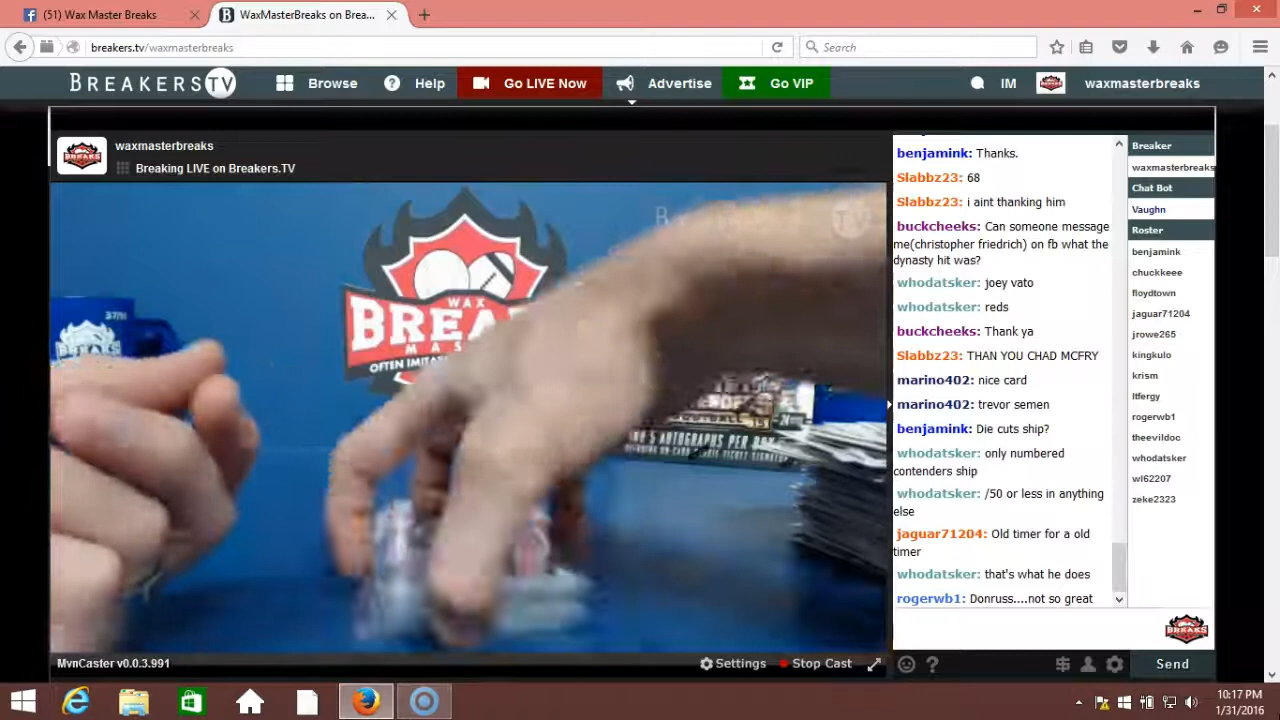 (51) Wax Master Breaks
WaxMasterBreaks on Brea...
breakers.tv/waxmasterbreaks
Search
BREAKERS TV
Browse
Help
Go LIVE Now
Advertise
Go VIP
IM
waxmasterbreaks
waxmasterbreaks
Breaking LIVE on Breakers.TV
WAX
BREA
MAS
OFTEN IMITA
5 AUTOGRAPHS PER BOX
benjamink: Thanks.
Slabbz23: 68
Slabbz23: i aint thanking him
buckcheeks: Can someone message
me(christopher friedrich) on fb what the
dynasty hit was?
whodatsker: joey vato
whodatsker: reds
buckcheeks: Thank ya
Slabbz23: THAN YOU CHAD MCFRY
marino402: nice card
marino402: trevor semen
benjamink: Die cuts ship?
whodatsker: only numbered
contenders ship
whodatsker: /50 or less in anything
else
jaguar71204: Old timer for a old
timer
whodatsker: that's what he does
rogerwb1: Donruss....not so great
Breaker
waxmasterbreaks
Chat Bot
Vaughn
Roster
benjamink
chuckkeee
floydtown
jaguar71204
jrowe265
kingkulo
krism
ltfergy
rogerwb1
theevildoc
whodatsker
wl62207
zeke2323
BREAKS
MvnCaster v0.0.3.991
Settings
Stop Cast
Send
10:17 PM
1/31/2016